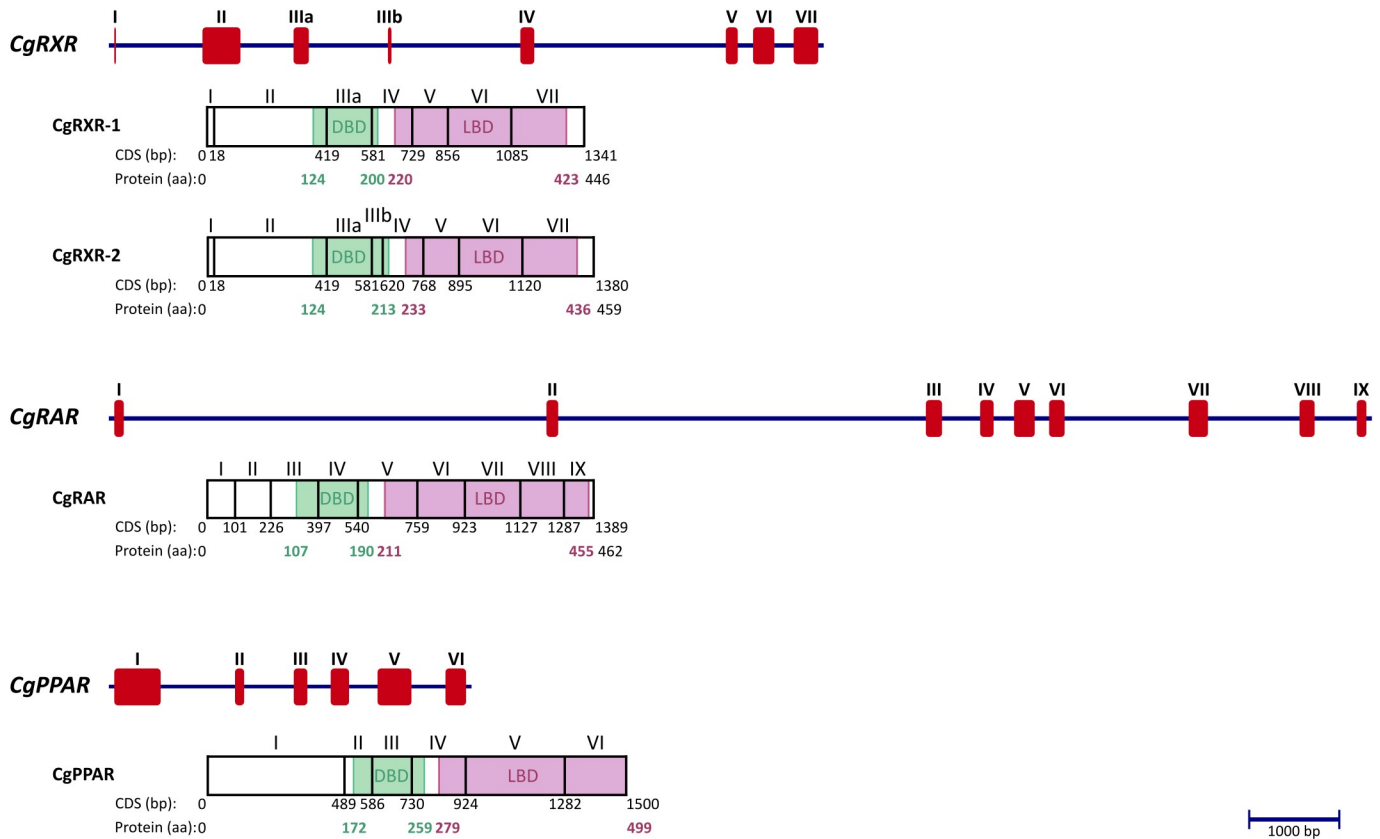 I II IIIa IIIb IV V VI VII
CgRXR
I II IIIa IV V VI VII
CgRXR-1 DBD LBD
CDS (bp): 0 18 419 581 729 856 1085 1341
Protein (aa):0 124 200 220 423 446
I II IIIa IIIb IV V VI VII
CgRXR-2 DBD LBD
CDS (bp): 0 18 419 581620 768 895 1120 1380
Protein (aa):0 124 213 233 436 459
I II III IV V VI VII VIII IX
CgRAR
I II III IV V VI VII VIII IX
CgRAR DBD LBD
CDS (bp): 0 101 226 397 540 759 923 1127 1287 1389
Protein (aa):0 107 190 211 455 462
I II III IV V VI
CgPPAR
I II III IV V VI
CgPPAR DBD LBD
CDS (bp): 0 489 586 730 924 1282 1500
Protein (aa):0 172 259 279 499
1000 bp